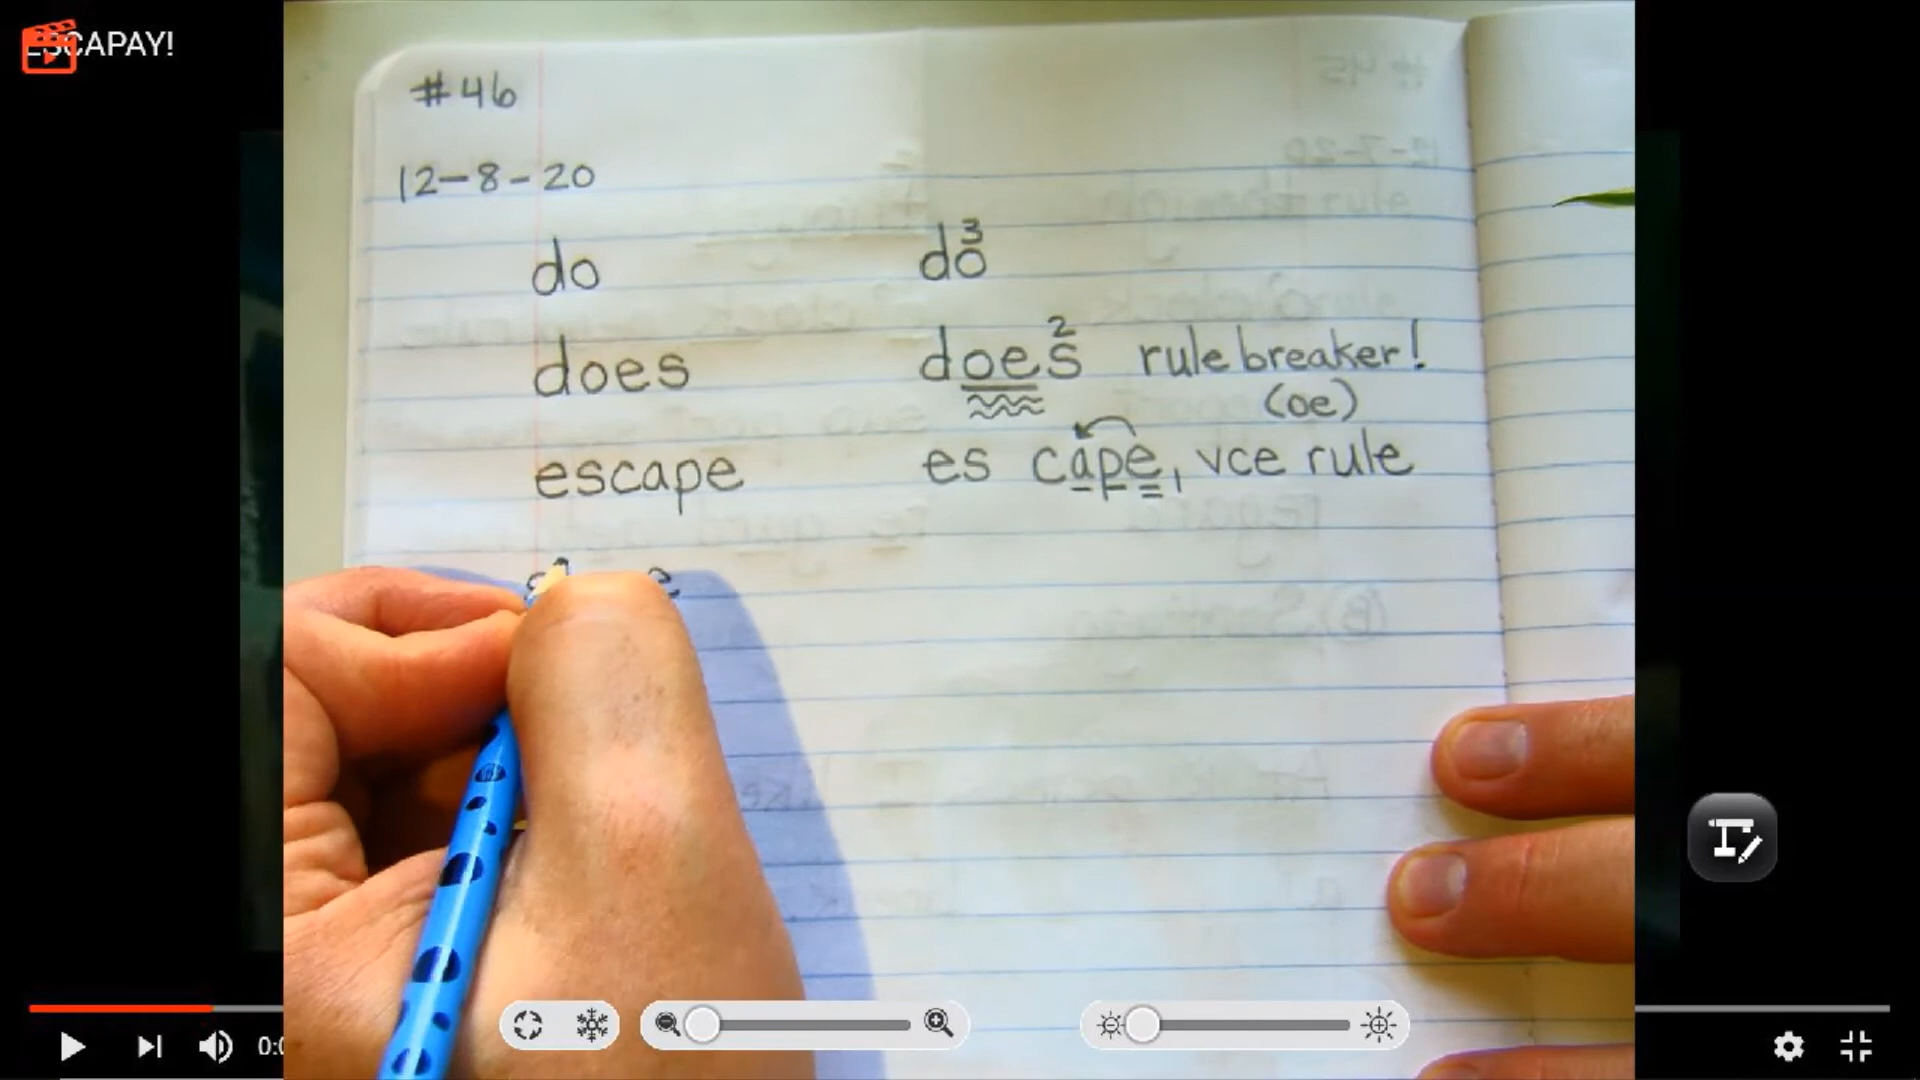 ESCAPAY!
#46
12-8-20
do do 3
does does 2 rule breaker!
(oe)
escape es cape, vce rule